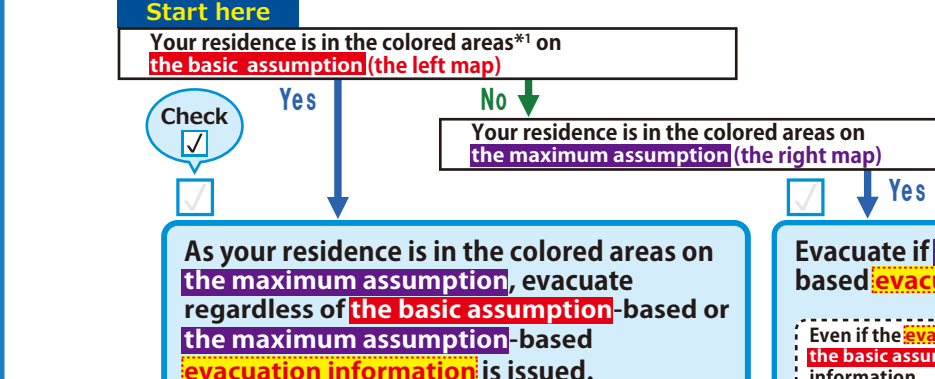 Start here
Your residence is in the colored areas*1 on
the basic assumption (the left map)
Yes
No
Check
Your residence is in the colored areas on
the maximum assumption (the right map)
Yes
As your residence is in the colored areas on
the maximum assumption, evacuate
regardless of the basic assumption-based or
the maximum assumption-based
evacuation information is issued.
Evacuate if
based
Even if the
the basic
information